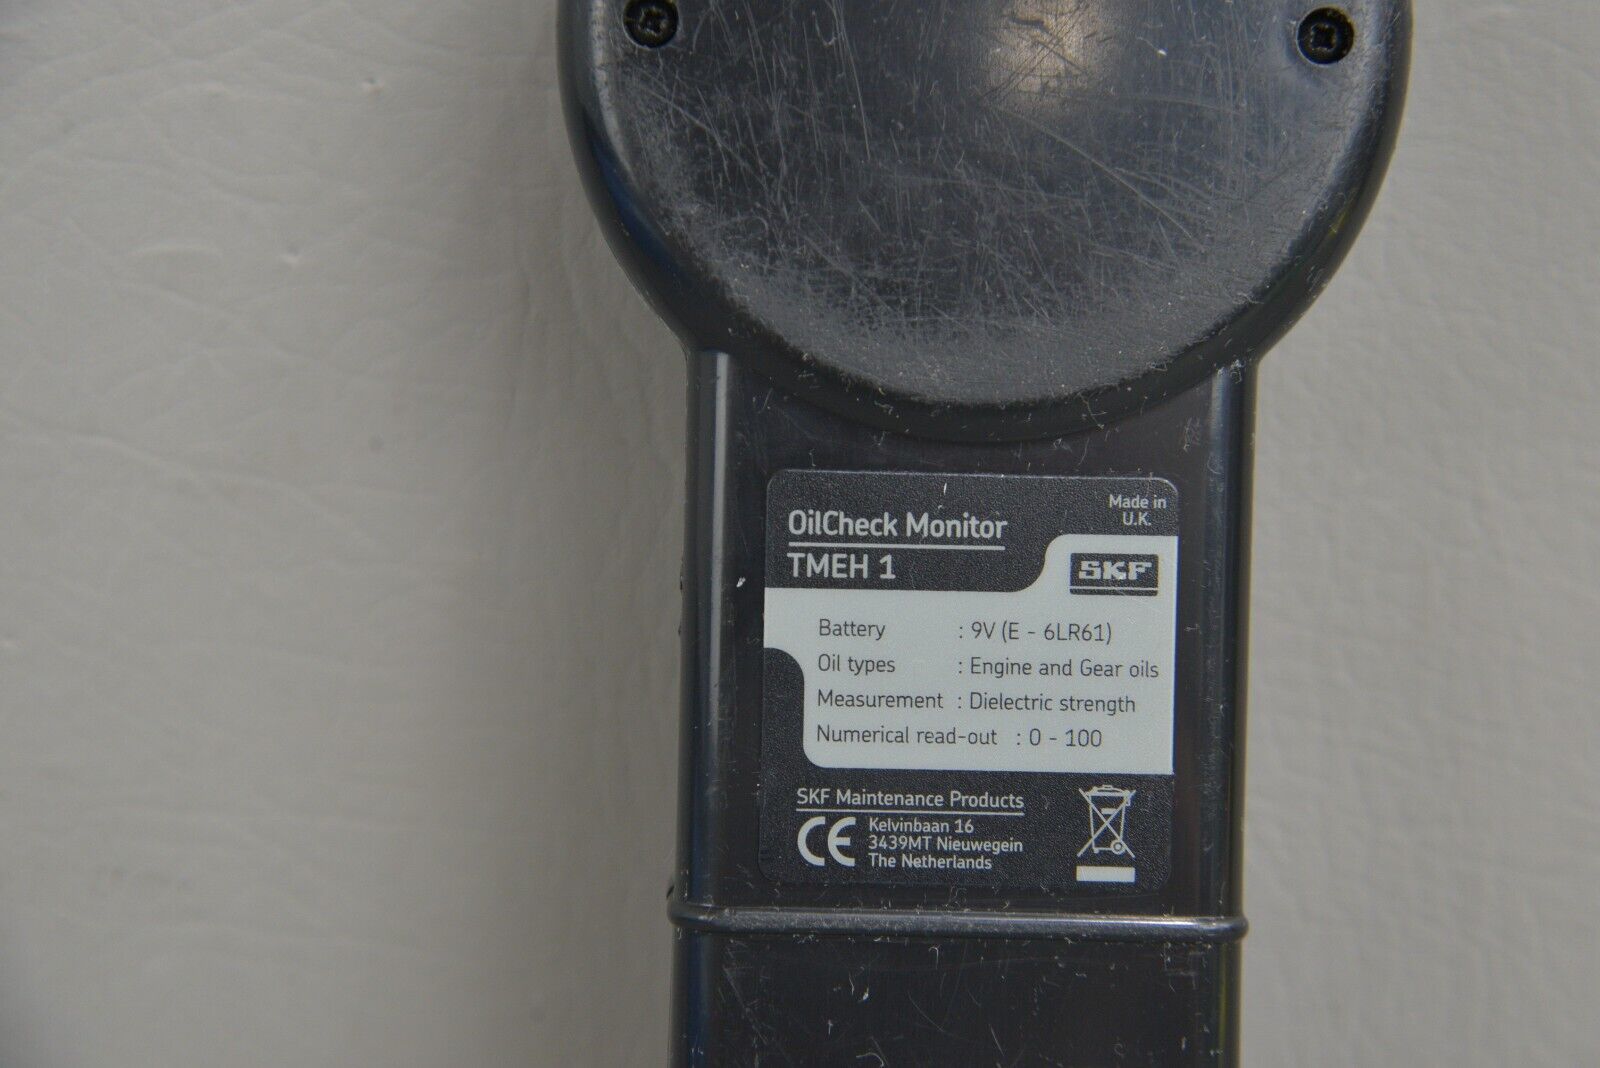 Made in
U.K.
OilCheck Monitor
TMEH 1
SKF
Battery : 9V (E - 6LR61)
Oil types : Engine and Gear oils
Measurement : Dielectric strength
Numerical read-out : 0 - 100
SKF Maintenance Products
CE
Kelvinbaan 16
3439MT Nieuwegein
The Netherlands